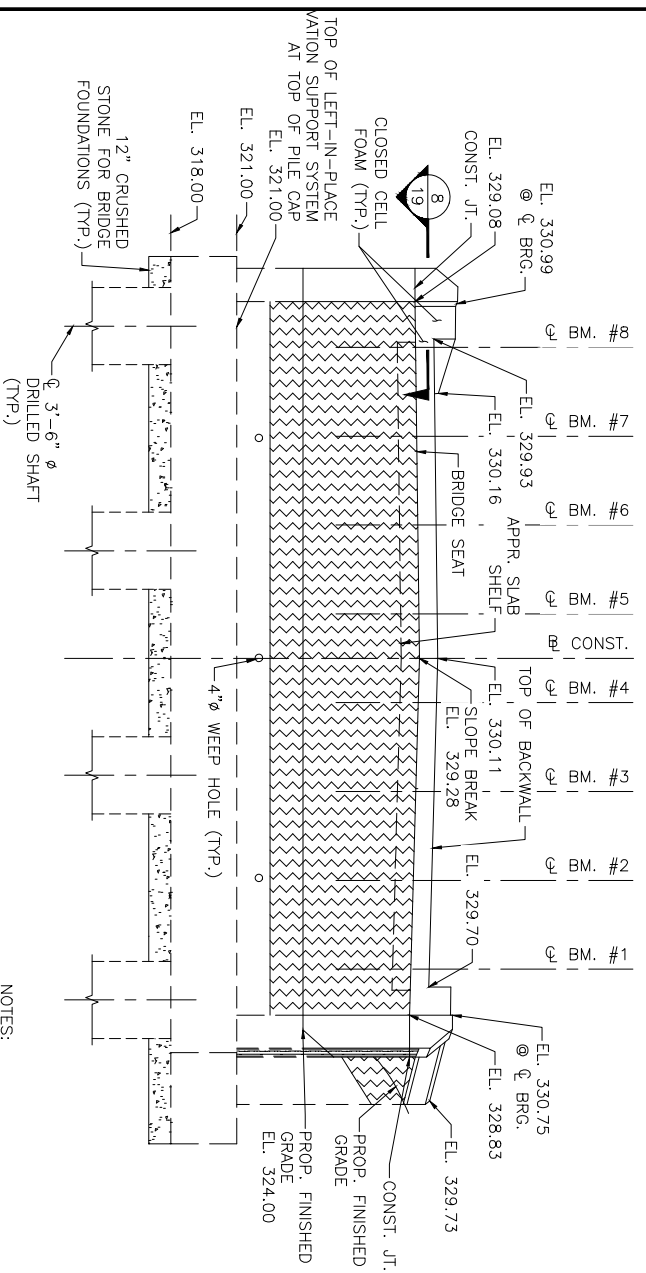 ℄ BM. #8
℄ BM. #7
℄ BM. #6
℄ BM. #5
℄ CONST.
℄ BM. #4
℄ BM. #3
℄ BM. #2
℄ BM. #1
EL. 330.99
@ ℄ BRG.
EL. 329.08
CONST. JT.
8
19
CLOSED CELL
FOAM (TYP.)
TOP OF LEFT-IN-PLACE
VATION SUPPORT SYSTEM
AT TOP OF PILE CAP
EL. 321.00
EL. 321.00
EL. 318.00
12" CRUSHED
STONE FOR BRIDGE
FOUNDATIONS (TYP.)
EL. 329.93
EL. 330.16
BRIDGE SEAT
APPR. SLAB
SHELF
TOP OF BACKWALL
EL. 330.11
SLOPE BREAK
EL. 329.28
EL. 329.70
EL. 330.75
@ ℄ BRG.
EL. 328.83
EL. 329.73
CONST. JT.
PROP. FINISHED
GRADE
PROP. FINISHED
GRADE
EL. 324.00
4"ø WEEP HOLE (TYP.)
℄ 3'-6" ø
DRILLED SHAFT
(TYP.)
NOTES: